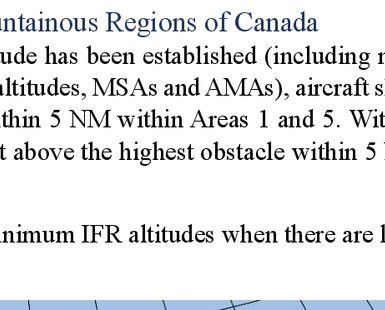 untainous Regions of Canada
ude has been established (including
altitudes, MSAs and AMAs), aircraft
thin 5 NM within Areas 1 and 5. Wit
t above the highest obstacle within 5
nimum IFR altitudes when there are